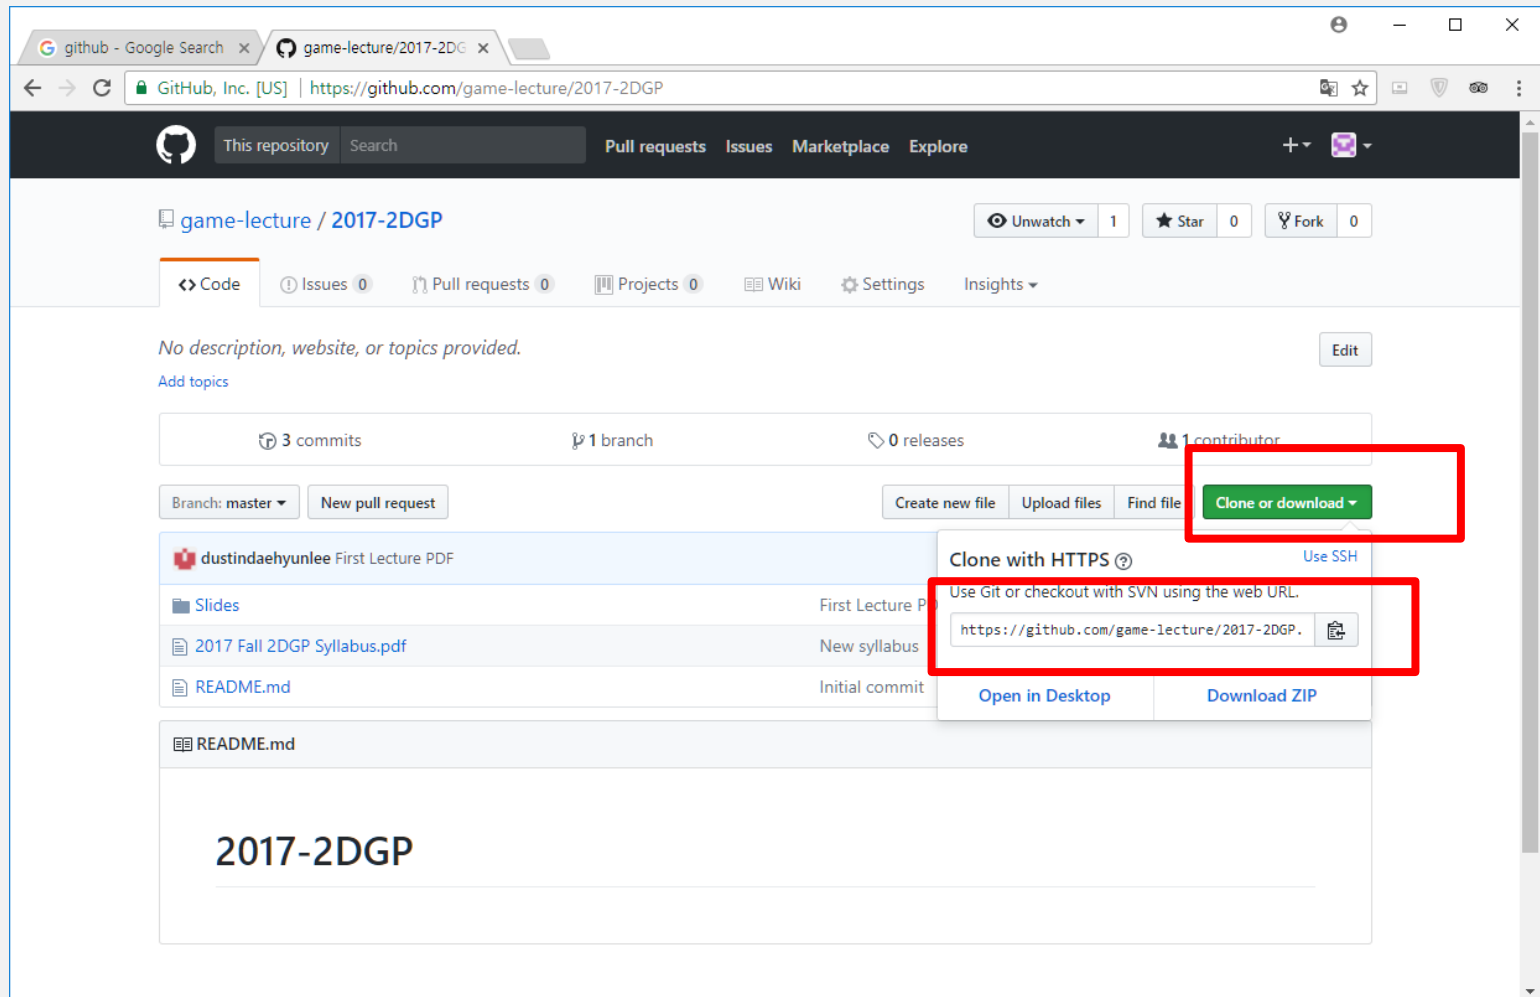 github - Google Search
game-lecture/2017-2DG
GitHub, Inc. [US] https://github.com/game-lecture/2017-2DGP
This repository Search Pull requests Issues Marketplace Explore
game-lecture / 2017-2DGP
Unwatch 1 Star 0 Fork 0
Code Issues 0 Pull requests 0 Projects 0 Wiki Settings Insights
No description, website, or topics provided.
Edit
Add topics
3 commits 1 branch 0 releases 1 contributor
Branch: master New pull request Create new file Upload files Find file Clone or download
dustindaehyunlee First Lecture PDF
Clone with HTTPS ? Use SSH
Use Git or checkout with SVN using the web URL.
https://github.com/game-lecture/2017-2DGP.
Open in Desktop Download ZIP
Slides First Lecture P
2017 Fall 2DGP Syllabus.pdf New syllabus
README.md Initial commit
README.md
2017-2DGP